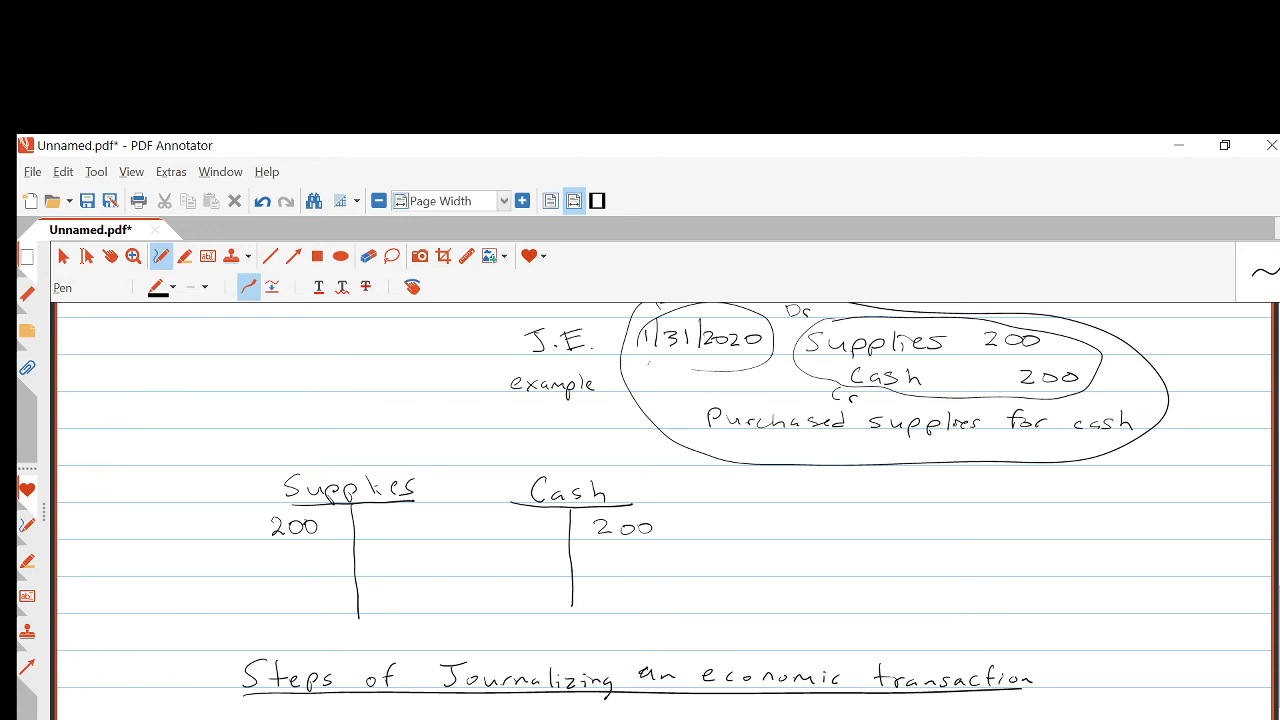 Unnamed.pdf* - PDF Annotator
File Edit Tool View Extras Window Help
Page Width
Unnamed.pdf*
Pen
Dr
J.E. 1/31/2020 Supplies 200
example Cash 200
Cr
Purchased supplies for cash
Supplies Cash
200 200
Steps of Journalizing an economic transaction